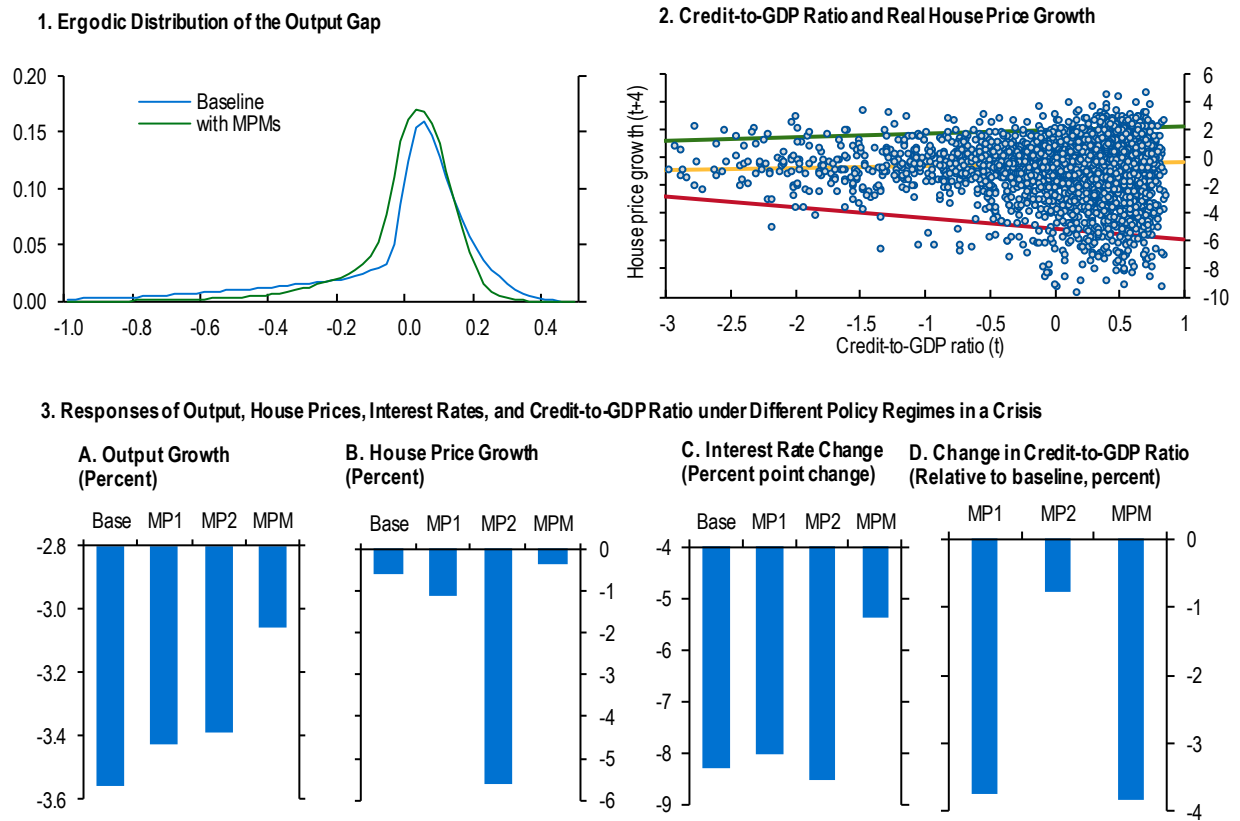 1. Ergodic Distribution of the Output Gap
0.20
0.15
0.10
0.05
0.00
-1.0 -0.8 -0.6 -0.4 -0.2 0.0 0.2 0.4
Baseline
with MPMs
2. Credit-to-GDP Ratio and Real House Price Growth
House price growth (t+4)
6
4
2
0
-2
-4
-6
-8
-10
-3 -2.5 -2 -1.5 -1 -0.5 0 0.5 1
Credit-to-GDP ratio (t)
3. Responses of Output, House Prices, Interest Rates, and Credit-to-GDP Ratio under Different Policy Regimes in a Crisis
A. Output Growth
(Percent)
Base MP1 MP2 MPM
-2.8
-3.0
-3.2
-3.4
-3.6
B. House Price Growth
(Percent)
Base MP1 MP2 MPM
0
-1
-2
-3
-4
-5
-6
C. Interest Rate Change
(Percent point change)
Base MP1 MP2 MPM
-4
-5
-6
-7
-8
-9
D. Change in Credit-to-GDP Ratio
(Relative to baseline, percent)
MP1 MP2 MPM
0
-1
-2
-3
-4